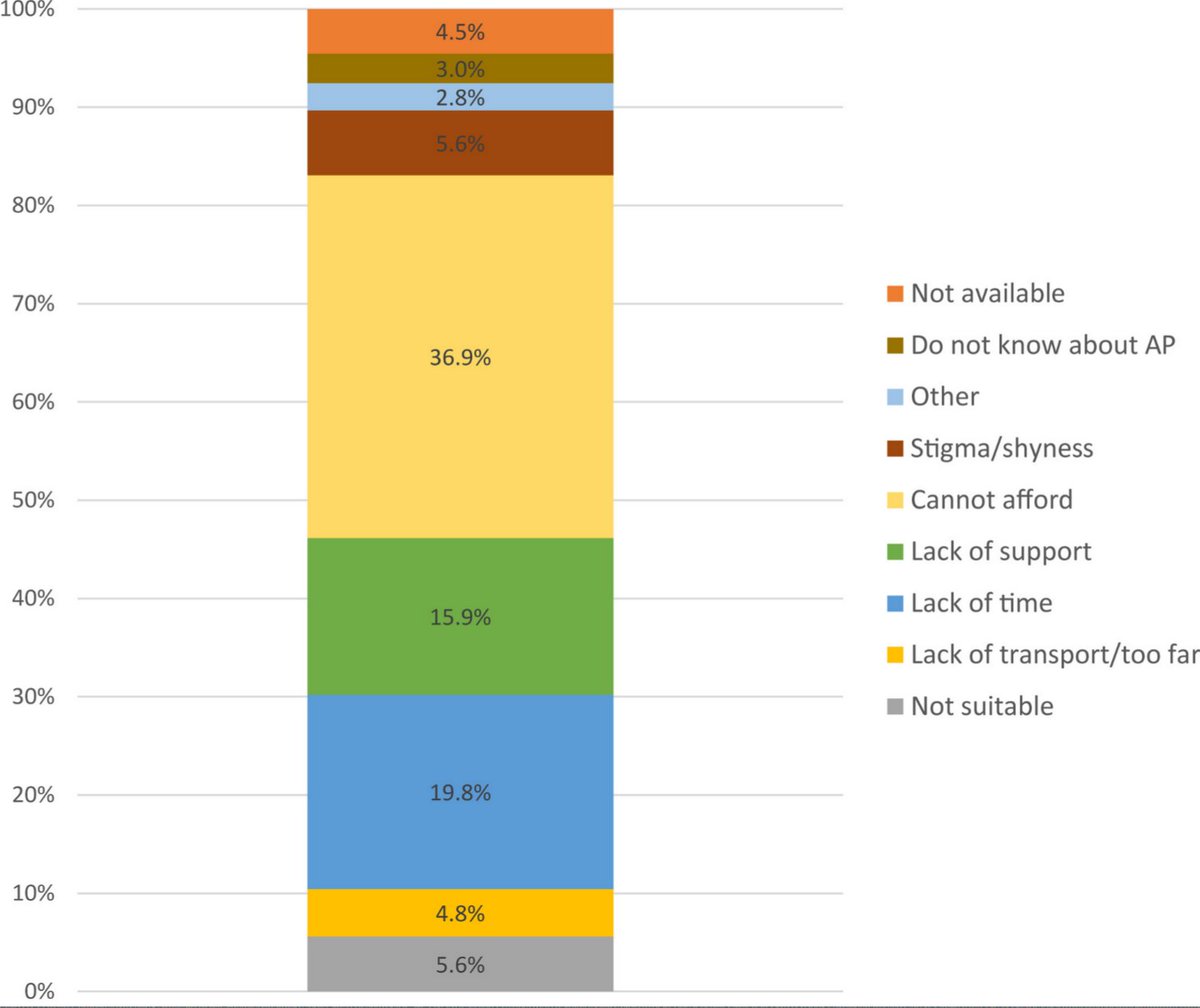 100%
90%
80%
70%
60%
50%
40%
30%
20%
10%
0%
4.5%
3.0%
2.8%
5.6%
36.9%
15.9%
19.8%
4.8%
5.6%
Not available
Do not know about AP
Other
Stigma/shyness
Cannot afford
Lack of support
Lack of time
Lack of transport/too far
Not suitable